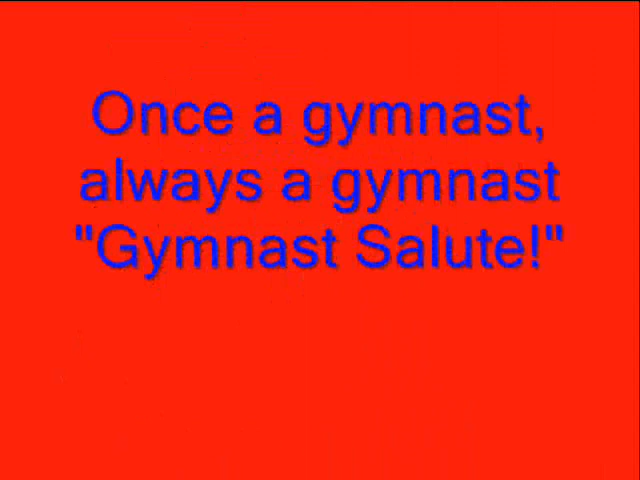 Once a gymnast,
always a gymnast
"Gymnast Salute!"